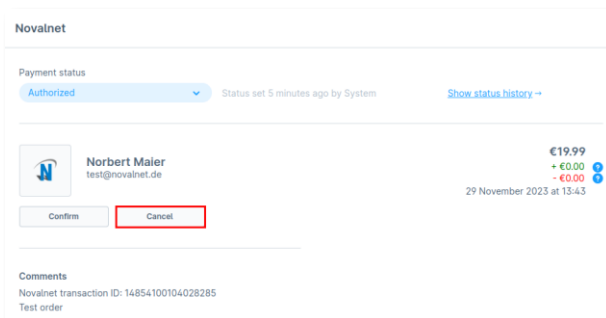 Novalnet
Payment status
Authorized
Status set 5 minutes ago by System
Show status history→
N
Norbert Maier
test@novalnet.de
€19.99
+ €0.00 ?
- €0.00 ?
29 November 2023 at 13:43
Confirm
Cancel
Comments
Novalnet transaction ID: 14854100104028285
Test order